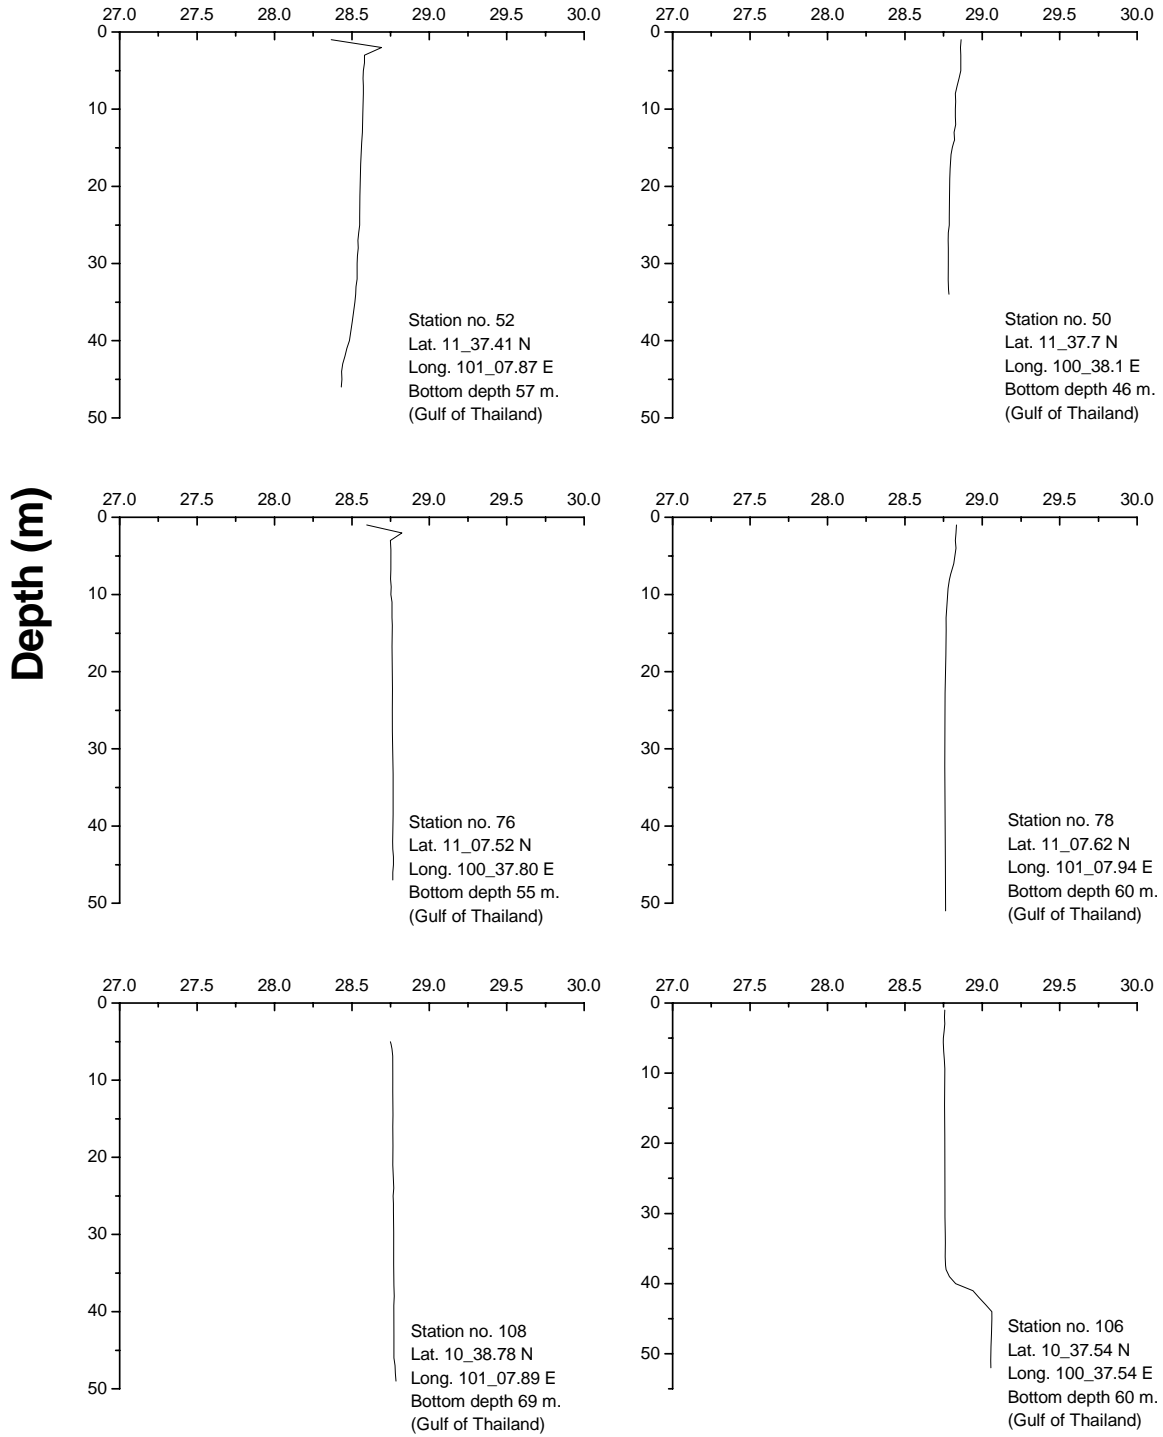 27.0 27.5 28.0 28.5 29.0 29.5 30.0
0
10
20
30
40
50
Station no. 52
Lat. 11_37.41 N
Long. 101_07.87 E
Bottom depth 57 m.
(Gulf of Thailand)
27.0 27.5 28.0 28.5 29.0 29.5 30.0
0
10
20
30
40
50
Station no. 50
Lat. 11_37.7 N
Long. 100_38.1 E
Bottom depth 46 m.
(Gulf of Thailand)
Depth (m)
27.0 27.5 28.0 28.5 29.0 29.5 30.0
0
10
20
30
40
50
Station no. 76
Lat. 11_07.52 N
Long. 100_37.80 E
Bottom depth 55 m.
(Gulf of Thailand)
27.0 27.5 28.0 28.5 29.0 29.5 30.0
0
10
20
30
40
50
Station no. 78
Lat. 11_07.62 N
Long. 101_07.94 E
Bottom depth 60 m.
(Gulf of Thailand)
27.0 27.5 28.0 28.5 29.0 29.5 30.0
0
10
20
30
40
50
Station no. 108
Lat. 10_38.78 N
Long. 101_07.89 E
Bottom depth 69 m.
(Gulf of Thailand)
27.0 27.5 28.0 28.5 29.0 29.5 30.0
0
10
20
30
40
50
Station no. 106
Lat. 10_37.54 N
Long. 100_37.54 E
Bottom depth 60 m.
(Gulf of Thailand)